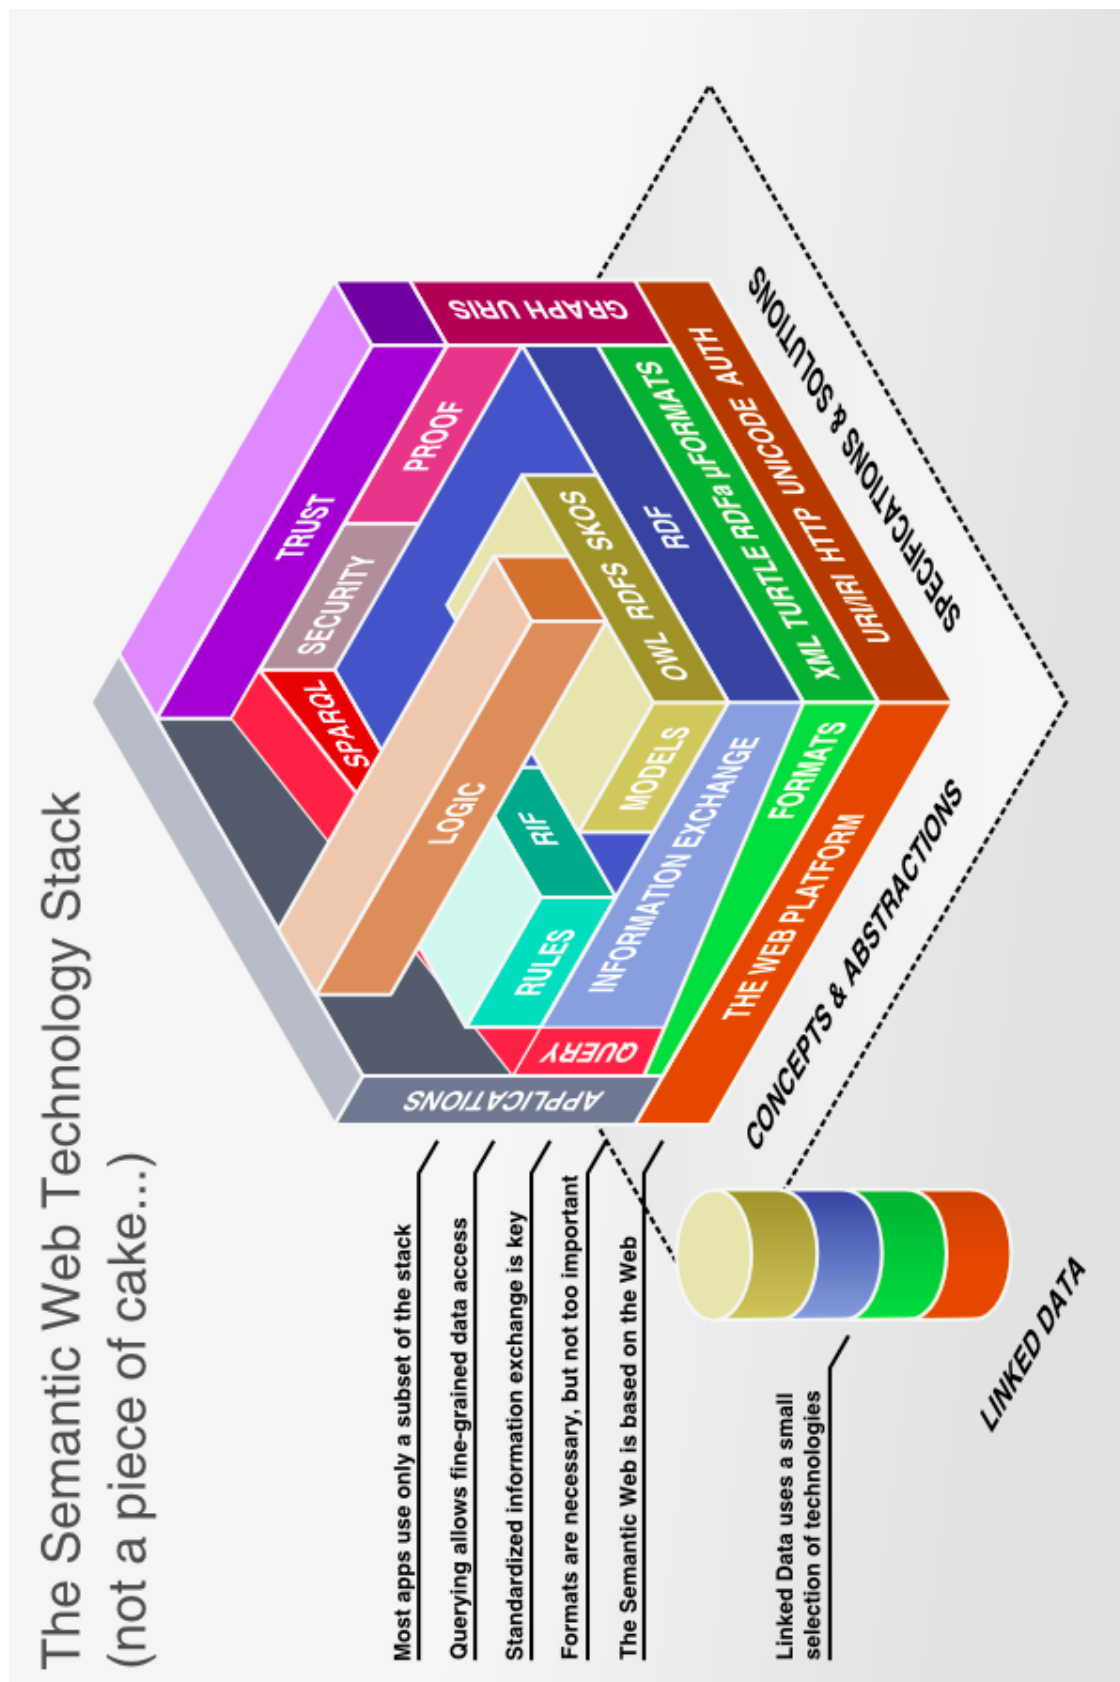 The Semantic Web Technology Stack
(not a piece of cake...)
Most apps use only a subset of the stack
Querying allows fine-grained data access
Standardized information exchange is key
Formats are necessary, but not too important
The Semantic Web is based on the Web
Linked Data uses a small
selection of technologies
LINKED DATA
APPLICATIONS
QUERY
RULES
RIF
LOGIC
SPARQL
SECURITY
TRUST
PROOF
GRAPH URIS
MODELS
OWL RDFS SKOS
INFORMATION EXCHANGE
RDF
FORMATS
XML TURTLE RDFa µFORMATS
THE WEB PLATFORM
URI/IRI HTTP UNICODE AUTH
CONCEPTS & ABSTRACTIONS
SPECIFICATIONS & SOLUTIONS